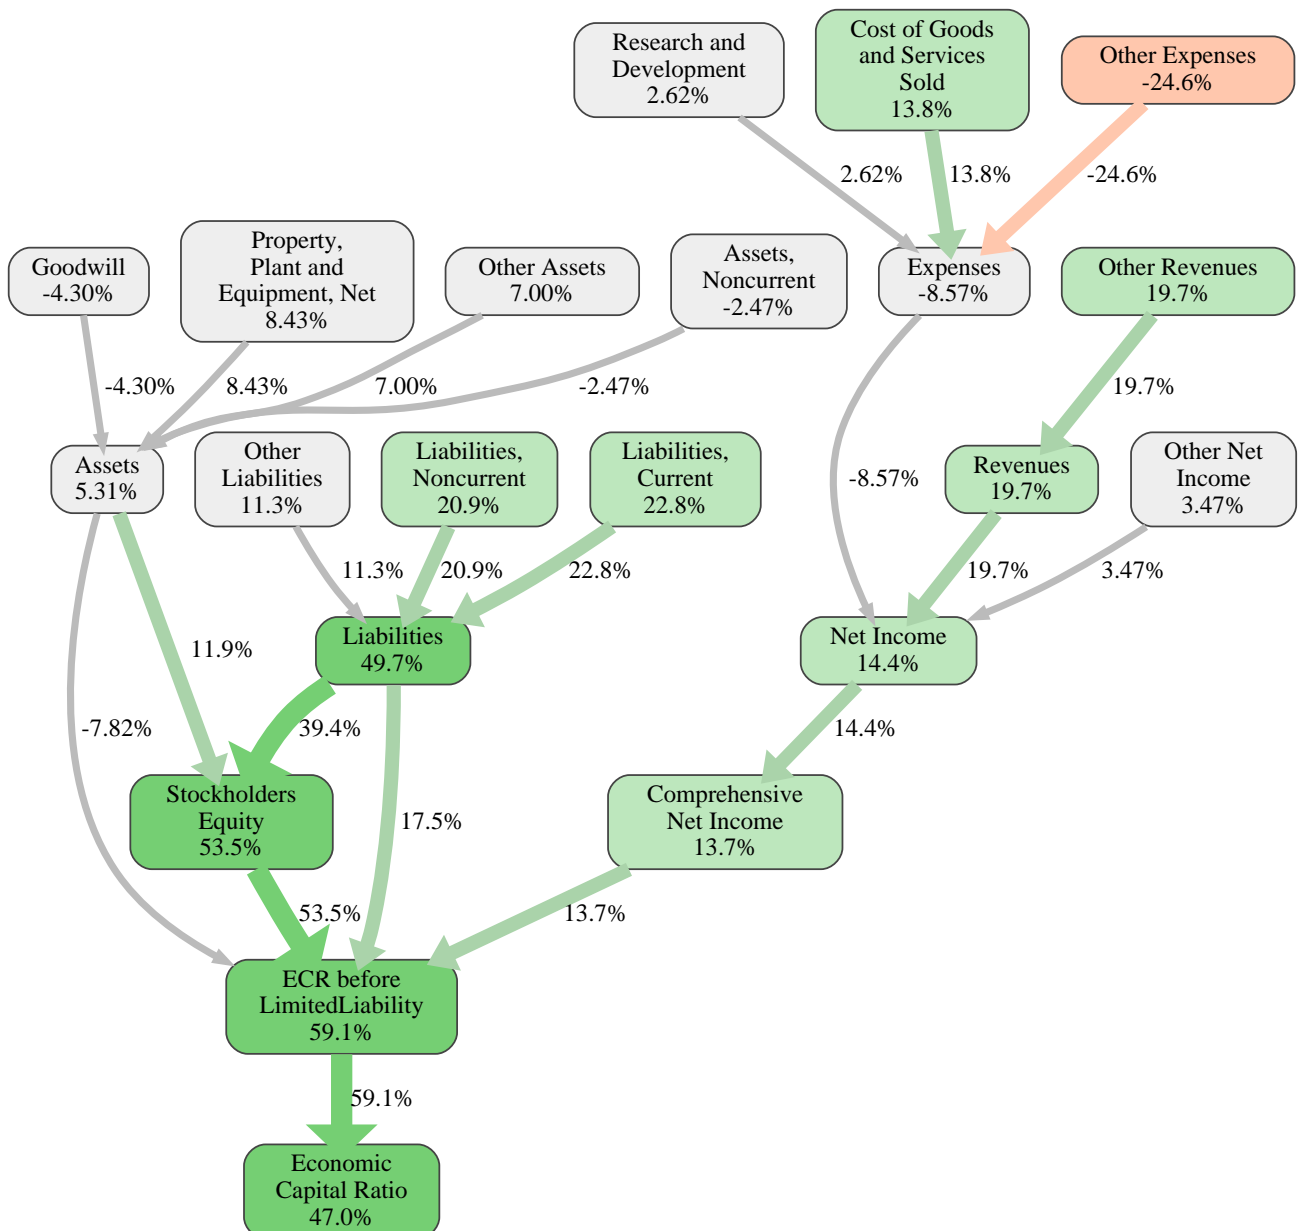 Research and
Development
2.62%
Cost of Goods
and Services
Sold
13.8%
Other Expenses
-24.6%
2.62%
13.8%
-24.6%
Goodwill
-4.30%
Property,
Plant and
Equipment, Net
8.43%
Other Assets
7.00%
Assets,
Noncurrent
-2.47%
Expenses
-8.57%
Other Revenues
19.7%
-4.30%
8.43%
7.00%
-2.47%
19.7%
Assets
5.31%
Other
Liabilities
11.3%
Liabilities,
Noncurrent
20.9%
Liabilities,
Current
22.8%
-8.57%
Revenues
19.7%
Other Net
Income
3.47%
11.3%
20.9%
22.8%
19.7%
3.47%
11.9%
Liabilities
49.7%
Net Income
14.4%
-7.82%
39.4%
14.4%
Stockholders
Equity
53.5%
17.5%
Comprehensive
Net Income
13.7%
53.5%
13.7%
ECR before
LimitedLiability
59.1%
59.1%
Economic
Capital Ratio
47.0%